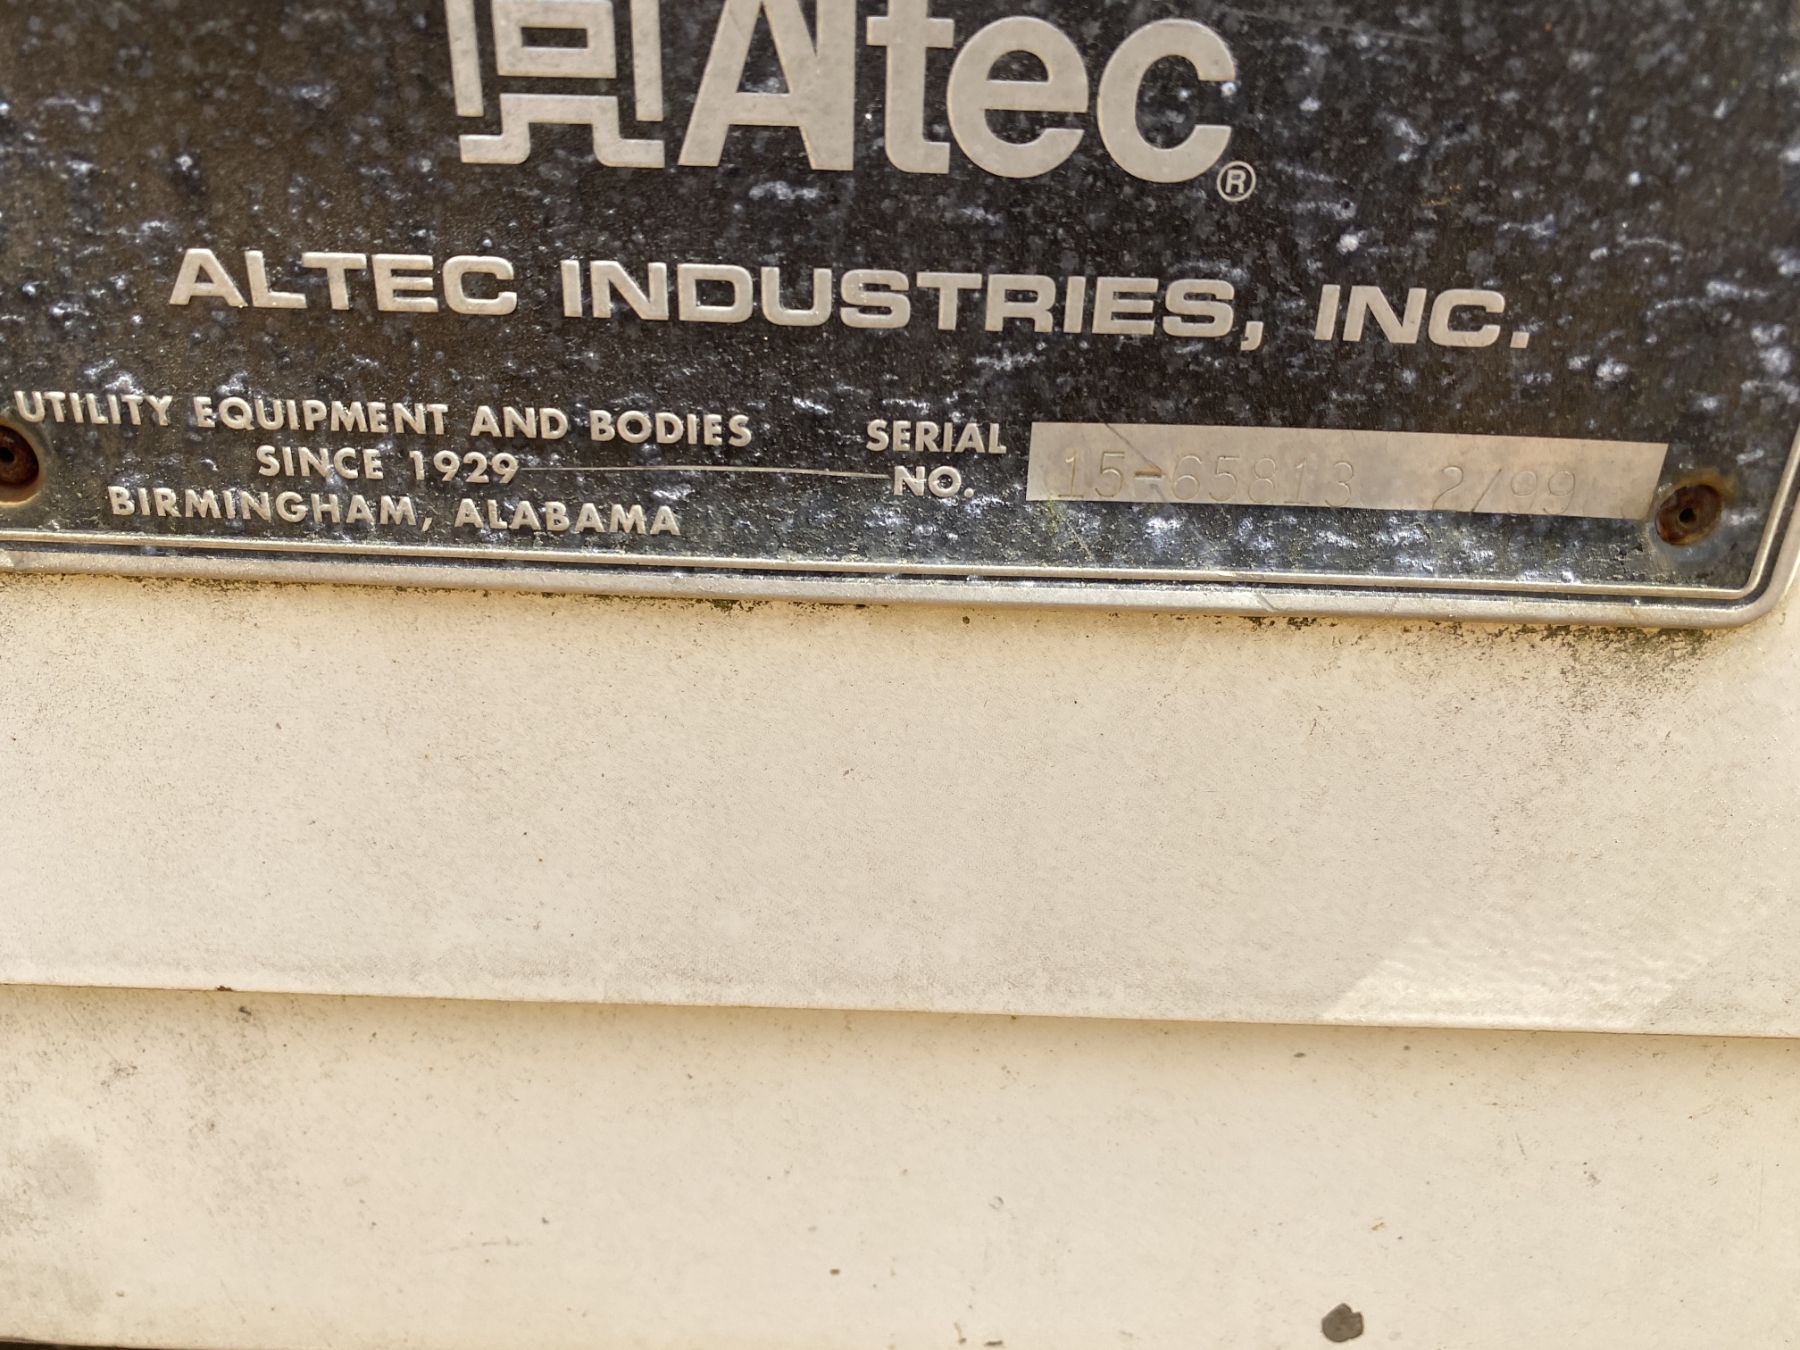 Altec®
ALTEC INDUSTRIES, INC.
UTILITY EQUIPMENT AND BODIES
SINCE 1929
BIRMINGHAM, ALABAMA
SERIAL
NO. 15-65813 2/99